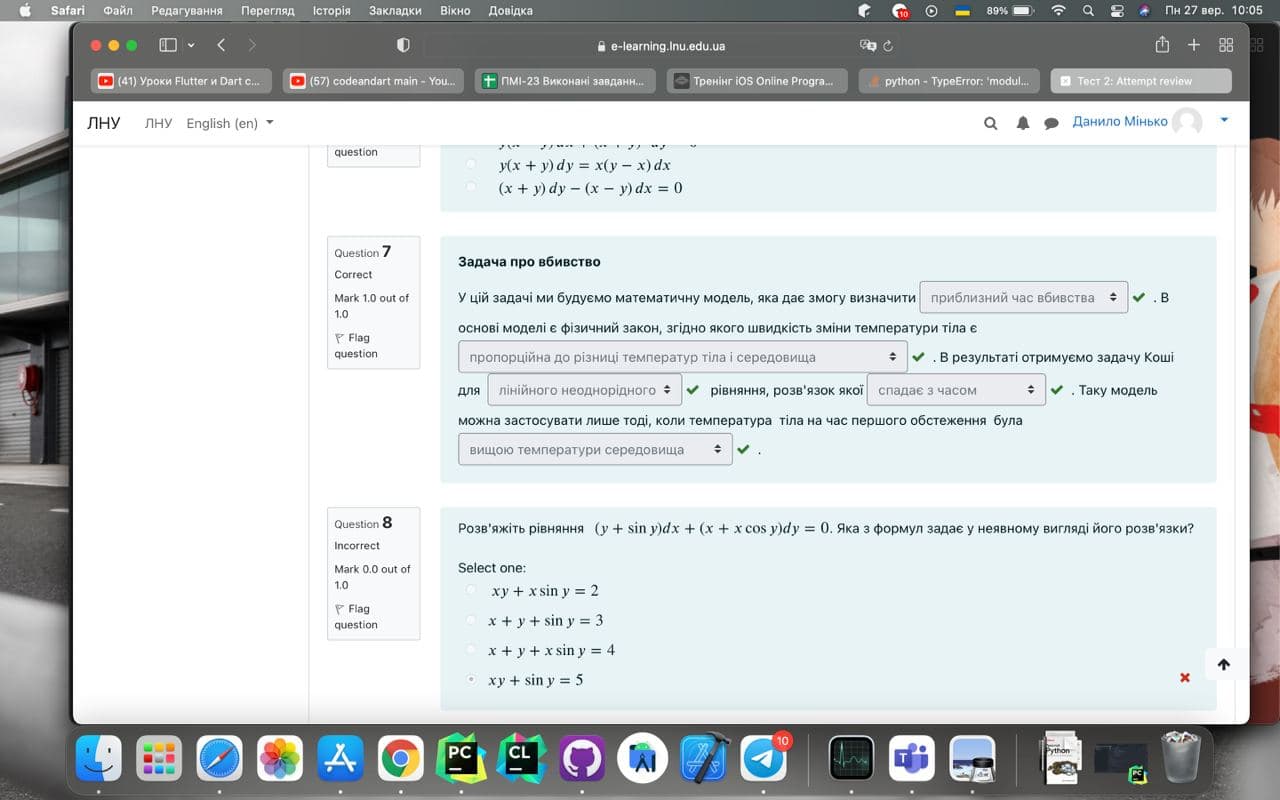 Safari Файл Редагування Перегляд Історія Закладки Вікно Довідка 10 89% Пн 27 вер. 10:05
e-learning.lnu.edu.ua
(41) Уроки Flutter и Dart с... (57) codeandart main - You... ПМІ-23 Виконані завданн... Тренінг iOS Online Progra... python - TypeError: 'modul... Тест 2: Attempt review
ЛНУ ЛНУ English (en) Данило Мінько
question
y(x + y) dy = x(y − x) dx
(x + y) dy − (x − y) dx = 0
Question 7
Correct
Mark 1.0 out of
1.0
Flag
question
Задача про вбивство
У цій задачі ми будуємо математичну модель, яка дає змогу визначити приблизний час вбивства . В
основі моделі є фізичний закон, згідно якого швидкість зміни температури тіла є
пропорційна до різниці температур тіла і середовища . В результаті отримуємо задачу Коші
для лінійного неоднорідного рівняння, розв'язок якої спадає з часом . Таку модель
можна застосувати лише тоді, коли температура тіла на час першого обстеження була
вищою температури середовища .
Question 8
Incorrect
Mark 0.0 out of
1.0
Flag
question
Розв'яжіть рівняння (y + sin y)dx + (x + x cos y)dy = 0. Яка з формул задає у неявному вигляді його розв'язки?
Select one:
xy + x sin y = 2
x + y + sin y = 3
x + y + x sin y = 4
xy + sin y = 5
PC CL 10 Python PC